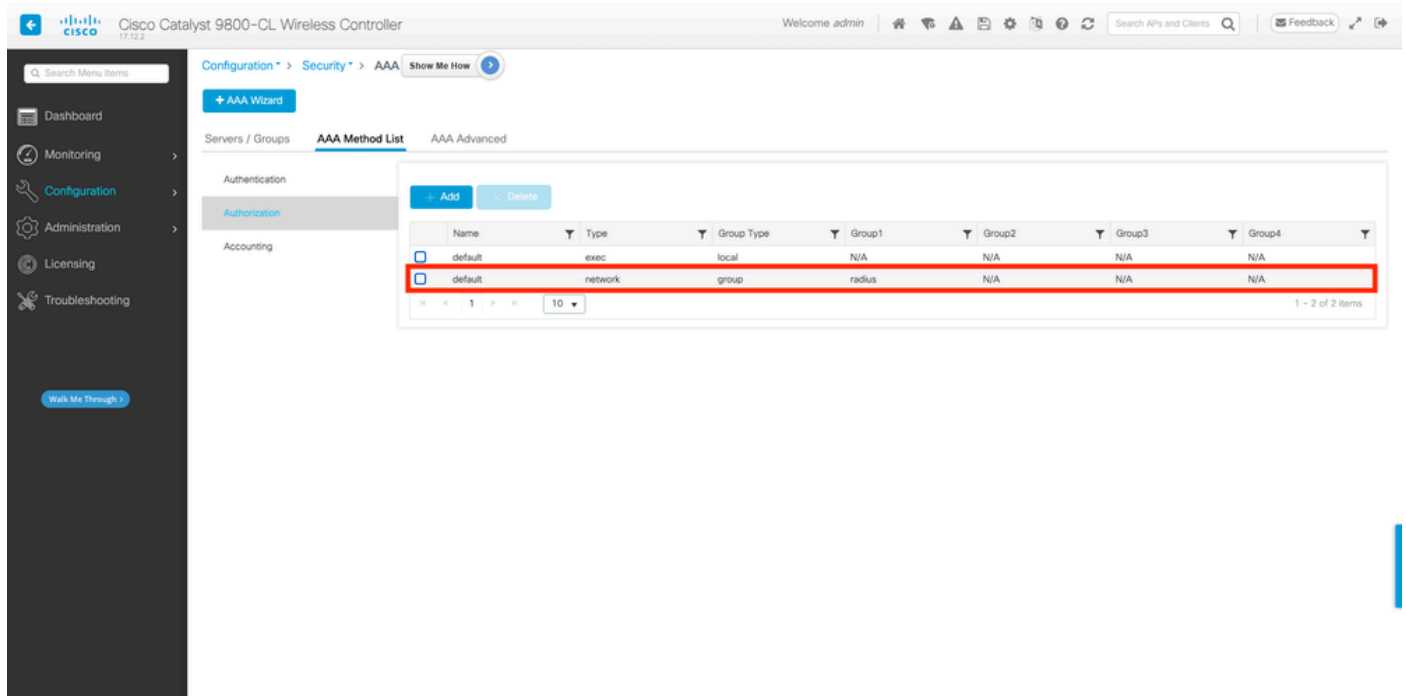 cisco
Cisco Catalyst 9800-CL Wireless Controller
17.12.2
Welcome admin
Search APs and Clients
Feedback
Search Menu Items
Dashboard
Monitoring
Configuration
Administration
Licensing
Troubleshooting
Walk Me Through >
Configuration > Security > AAA Show Me How
+ AAA Wizard
Servers / Groups AAA Method List AAA Advanced
Authentication
Authorization
Accounting
+ Add × Delete
Name Type Group Type Group1 Group2 Group3 Group4
default exec local N/A N/A N/A N/A
default network group radius N/A N/A N/A
1 10 1 - 2 of 2 items